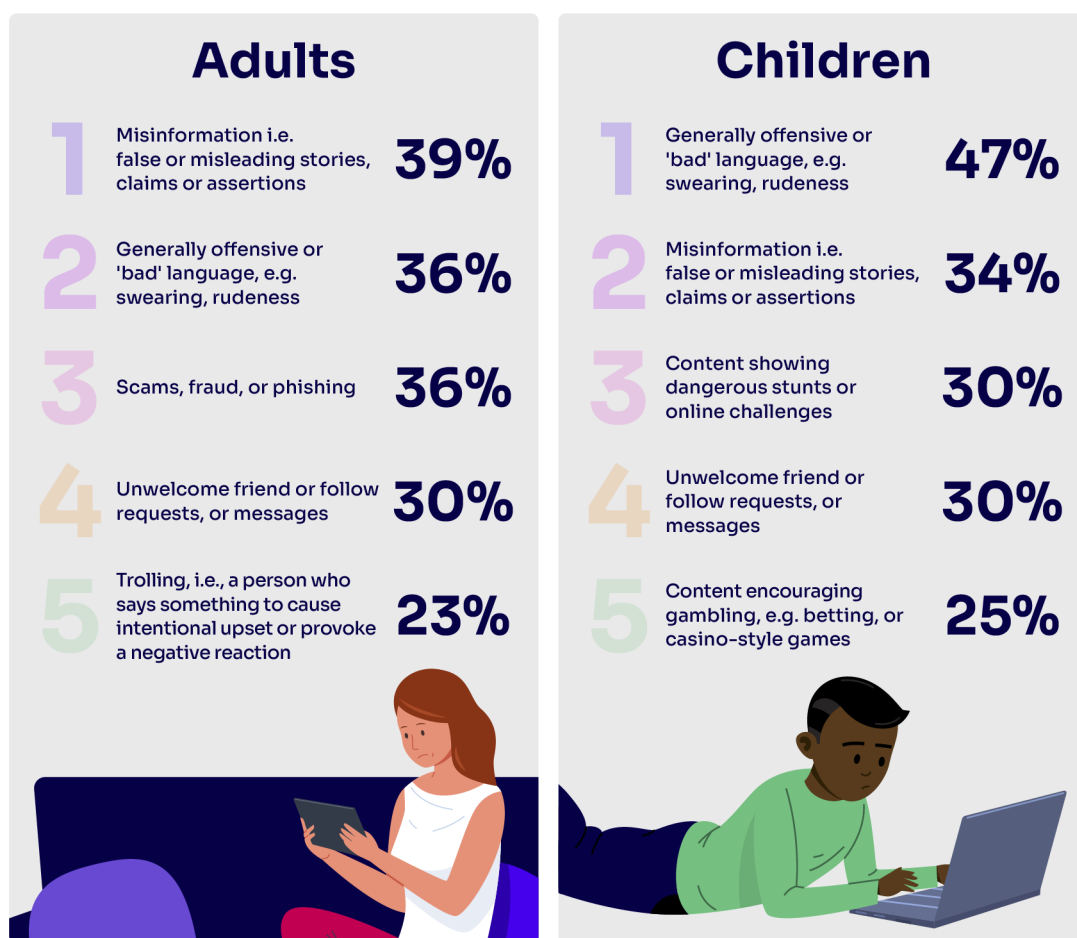 Adults
1
Misinformation i.e.
false or misleading stories,
claims or assertions
39%
2
Generally offensive or
'bad' language, e.g.
swearing, rudeness
36%
3
Scams, fraud, or phishing
36%
4
Unwelcome friend or follow
requests, or messages
30%
5
Trolling, i.e., a person who
says something to cause
intentional upset or provoke
a negative reaction
23%
Children
1
Generally offensive or
'bad' language, e.g.
swearing, rudeness
47%
2
Misinformation i.e.
false or misleading stories,
claims or assertions
34%
3
Content showing
dangerous stunts or
online challenges
30%
4
Unwelcome friend or
follow requests, or
messages
30%
5
Content encouraging
gambling, e.g. betting, or
casino-style games
25%